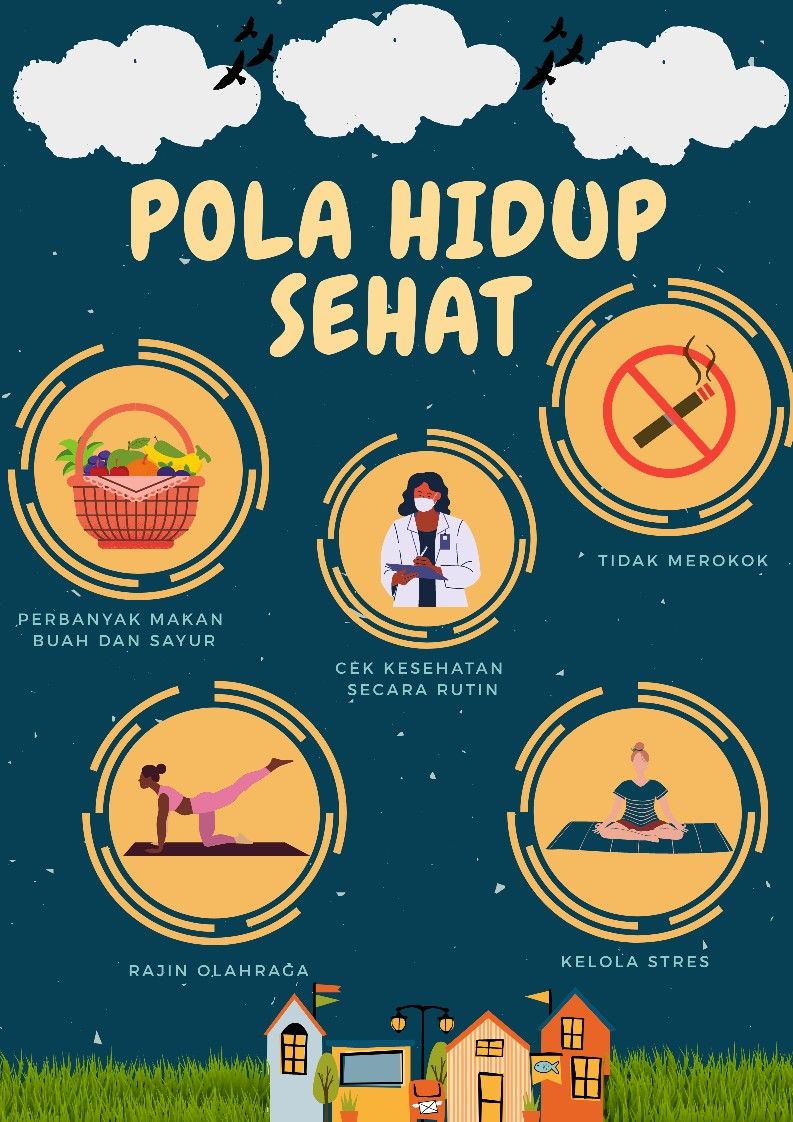 POLA HIDUP
SEHAT
TIDAK MEROKOK
PERBANYAK MAKAN
BUAH DAN SAYUR
CEK KESEHATAN
SECARA RUTIN
RAJIN OLAHRAGA
KELOLA STRES